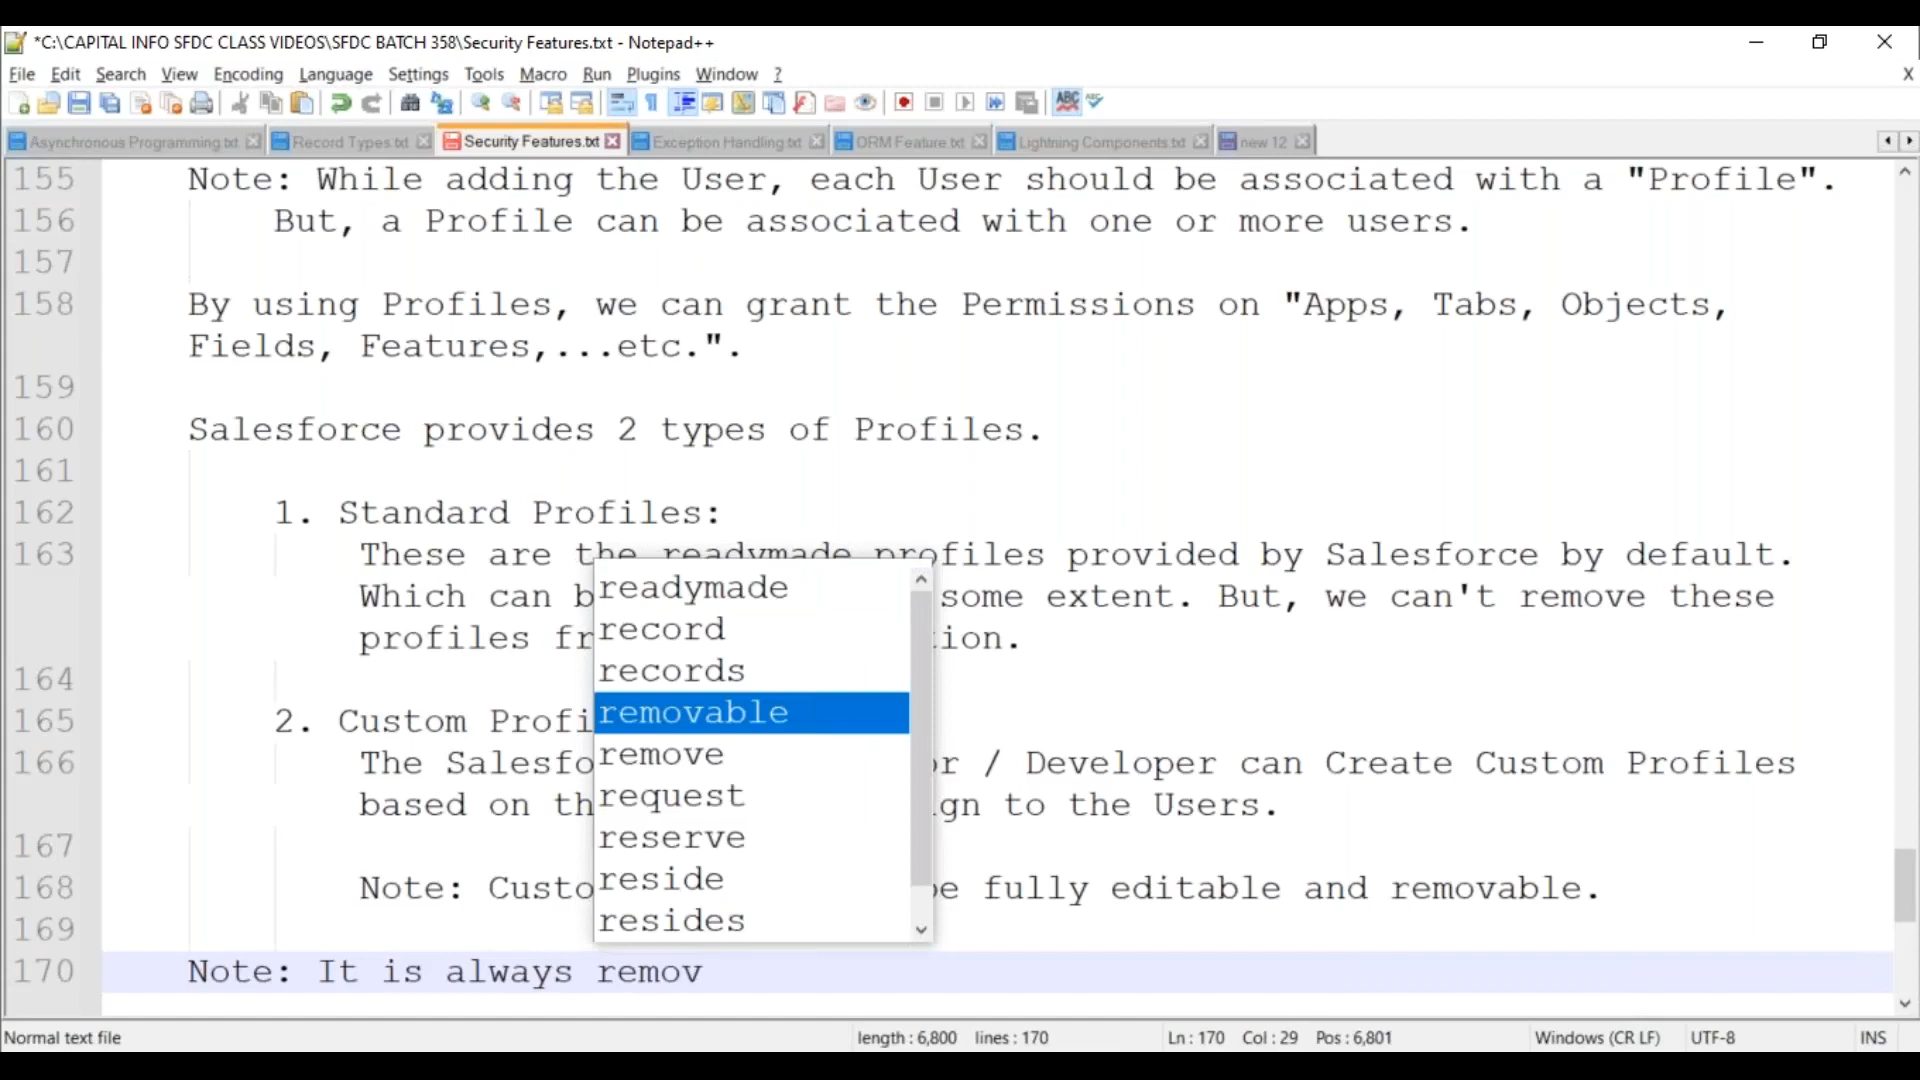 *C:\CAPITAL INFO SFDC CLASS VIDEOS\SFDC BATCH 358\Security Features.txt - Notepad++
File Edit Search View Encoding Language Settings Tools Macro Run Plugins Window ? X
Asynchronous Programming.txt Record Types.txt Security Features.txt Exception Handling.txt ORM Feature.txt Lightning Components.txt new 12
155 Note: While adding the User, each User should be associated with a "Profile".
156 But, a Profile can be associated with one or more users.
157
158 By using Profiles, we can grant the Permissions on "Apps, Tabs, Objects,
Fields, Features,...etc.".
159
160 Salesforce provides 2 types of Profiles.
161
162 1. Standard Profiles:
163 These are the readymade profiles provided by Salesforce by default.
Which can b some extent. But, we can't remove these
profiles fr ion.
164
165 2. Custom Profi
166 The Salesfo r / Developer can Create Custom Profiles
based on th gn to the Users.
167
168 Note: Custo e fully editable and removable.
169
170 Note: It is always remov
readymade
record
records
removable
remove
request
reserve
reside
resides
Normal text file length : 6,800 lines : 170 Ln : 170 Col : 29 Pos : 6,801 Windows (CR LF) UTF-8 INS